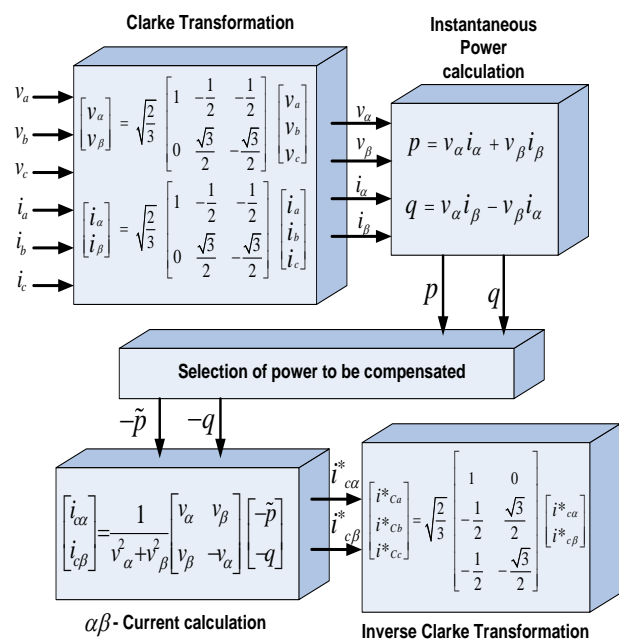 Clarke Transformation
Instantaneous
Power
calculation
v_a
v_b
v_c
i_a
i_b
i_c
[v_α; v_β] = √(2/3) [1 −1/2 −1/2; 0 √3/2 −√3/2] [v_a; v_b; v_c]
[i_α; i_β] = √(2/3) [1 −1/2 −1/2; 0 √3/2 −√3/2] [i_a; i_b; i_c]
v_α
v_β
i_α
i_β
p = v_α i_α + v_β i_β
q = v_α i_β − v_β i_α
p q
Selection of power to be compensated
−p̃ −q
[i_cα; i_cβ] = 1/(v²_α+v²_β) [v_α v_β; v_β −v_α] [−p̃; −q]
i*_cα
i*_cβ
[i*_Ca; i*_Cb; i*_Cc] = √(2/3) [1 0; −1/2 √3/2; −1/2 −√3/2] [i*_cα; i*_cβ]
αβ - Current calculation
Inverse Clarke Transformation